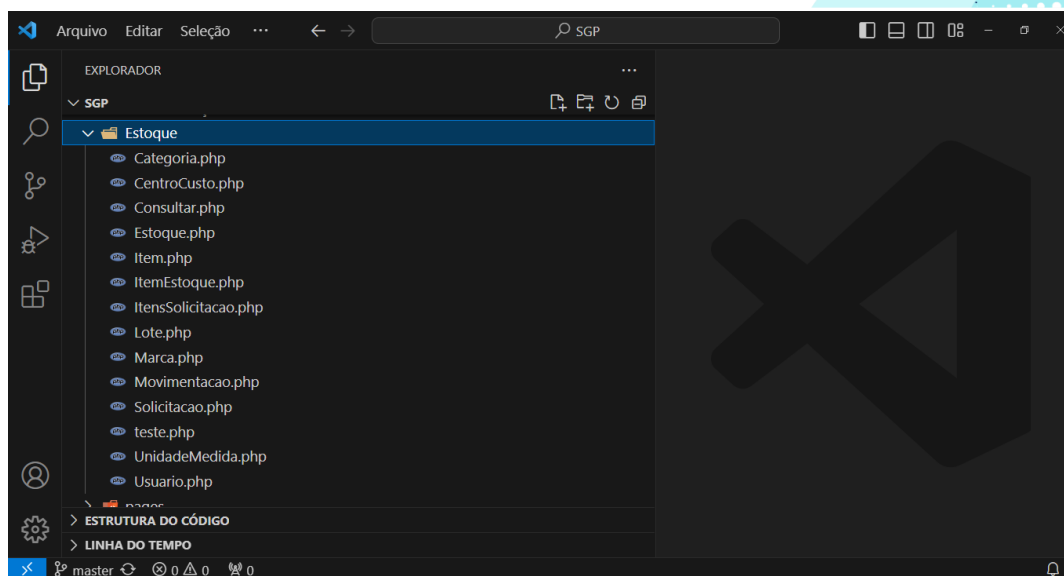 Arquivo Editar Seleção ... SGP
EXPLORADOR ...
SGP
Estoque
Categoria.php
CentroCusto.php
Consultar.php
Estoque.php
Item.php
ItemEstoque.php
ItensSolicitacao.php
Lote.php
Marca.php
Movimentacao.php
Solicitacao.php
teste.php
UnidadeMedida.php
Usuario.php
pages
ESTRUTURA DO CÓDIGO
LINHA DO TEMPO
master 0 0 0